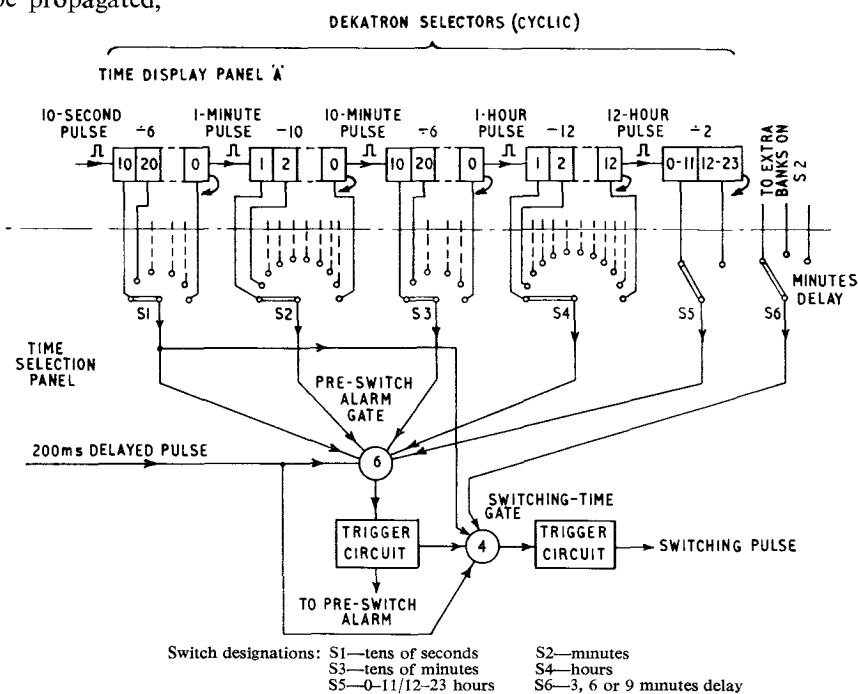 be propagated,
DEKATRON SELECTORS (CYCLIC)
TIME DISPLAY PANEL 'A'
10-SECOND PULSE
÷6
1-MINUTE PULSE
÷10
10-MINUTE PULSE
÷6
1-HOUR PULSE
÷12
12-HOUR PULSE
÷2
TO EXTRA BANKS ON S2
10 20 0
1 2 0
10 20 0
1 2 12
0-11 12-23
MINUTES DELAY
S1
S2
S3
S4
S5
S6
TIME SELECTION PANEL
PRE-SWITCH ALARM GATE
200ms DELAYED PULSE
6
SWITCHING-TIME GATE
TRIGGER CIRCUIT
4
TRIGGER CIRCUIT
SWITCHING PULSE
TO PRE-SWITCH ALARM
Switch designations: S1—tens of seconds S2—minutes
S3—tens of minutes S4—hours
S5—0–11/12–23 hours S6—3, 6 or 9 minutes delay